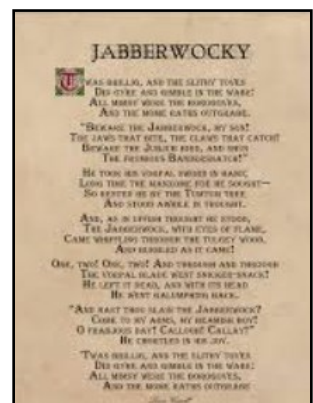 JABBERWOCKY
'TWAS BRILLIG, AND THE SLITHY TOVES
DID GYRE AND GIMBLE IN THE WABE:
ALL MIMSY WERE THE BOROGOVES,
AND THE MOME RATHS OUTGRABE.
"BEWARE THE JABBERWOCK, MY SON!
THE JAWS THAT BITE, THE CLAWS THAT CATCH!
BEWARE THE JUBJUB BIRD, AND SHUN
THE FRUMIOUS BANDERSNATCH!"
HE TOOK HIS VORPAL SWORD IN HAND;
LONG TIME THE MANXOME FOE HE SOUGHT—
SO RESTED HE BY THE TUMTUM TREE,
AND STOOD AWHILE IN THOUGHT.
AND, AS IN UFFISH THOUGHT HE STOOD,
THE JABBERWOCK, WITH EYES OF FLAME,
CAME WHIFFLING THROUGH THE TULGEY WOOD,
AND BURBLED AS IT CAME!
ONE, TWO! ONE, TWO! AND THROUGH AND THROUGH
THE VORPAL BLADE WENT SNICKER-SNACK!
HE LEFT IT DEAD, AND WITH ITS HEAD
HE WENT GALUMPHING BACK.
"AND HAST THOU SLAIN THE JABBERWOCK?
COME TO MY ARMS, MY BEAMISH BOY!
O FRABJOUS DAY! CALLOOH! CALLAY!"
HE CHORTLED IN HIS JOY.
'TWAS BRILLIG, AND THE SLITHY TOVES
DID GYRE AND GIMBLE IN THE WABE:
ALL MIMSY WERE THE BOROGOVES,
AND THE MOME RATHS OUTGRABE